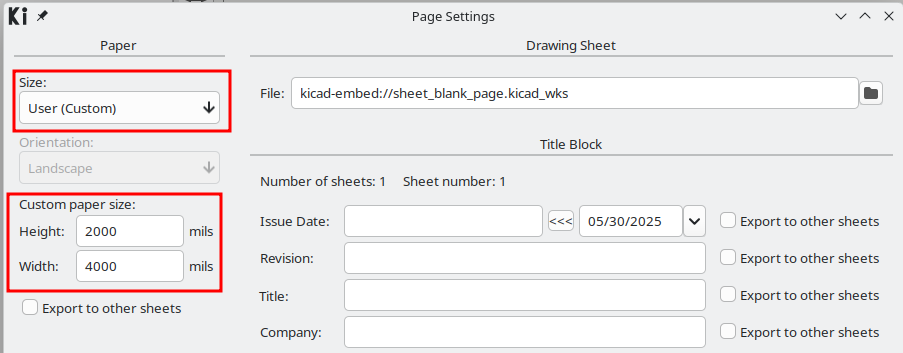 Ki
Page Settings
Paper
Size:
User (Custom)
Orientation:
Landscape
Custom paper size:
Height: 2000 mils
Width: 4000 mils
Export to other sheets
Drawing Sheet
File: kicad-embed://sheet_blank_page.kicad_wks
Title Block
Number of sheets: 1 Sheet number: 1
Issue Date: <<< 05/30/2025 Export to other sheets
Revision: Export to other sheets
Title: Export to other sheets
Company: Export to other sheets